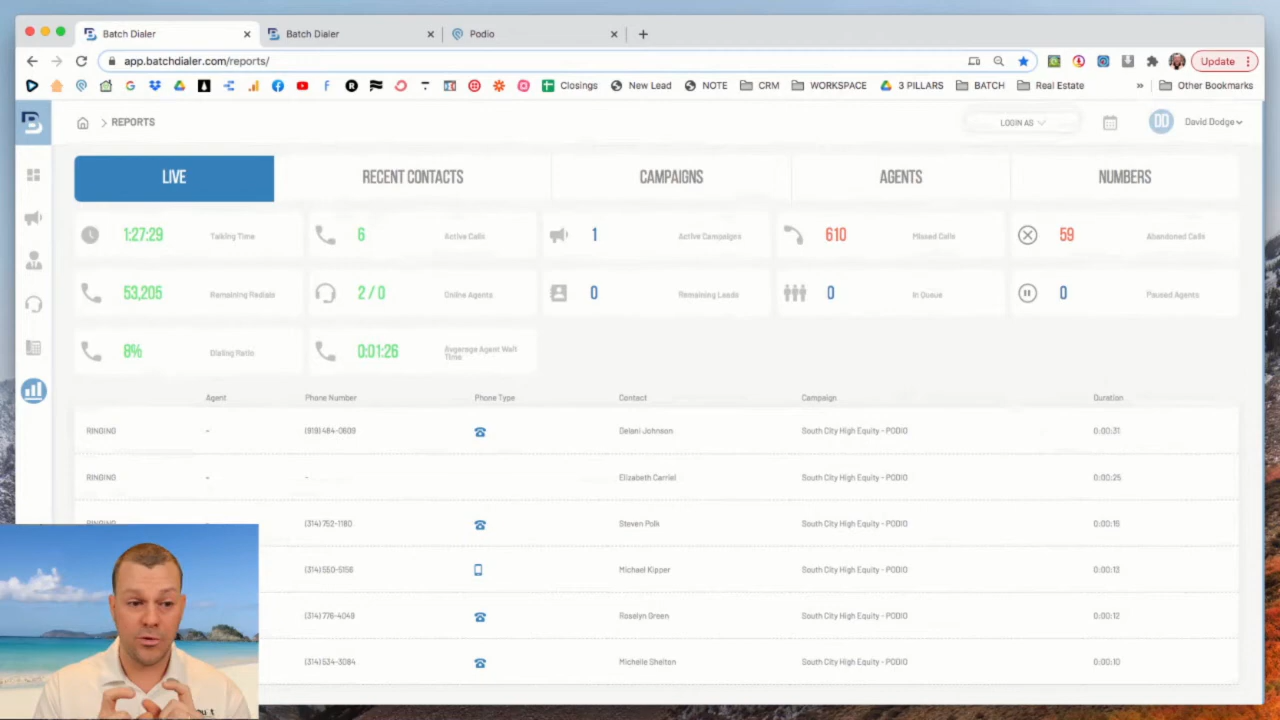 Batch Dialer
Batch Dialer
Podio
app.batchdialer.com/reports/
Update
Closings
New Lead
NOTE
CRM
WORKSPACE
3 PILLARS
BATCH
Real Estate
»
Other Bookmarks
> REPORTS
LOGIN AS
DD
David Dodge
LIVE
RECENT CONTACTS
CAMPAIGNS
AGENTS
NUMBERS
1:27:29 Talking Time
6 Active Calls
1 Active Campaigns
610 Missed Calls
59 Abandoned Calls
53,205 Remaining Redials
2 / 0 Online Agents
0 Remaining Leads
0 In Queue
0 Paused Agents
8% Dialing Ratio
0:01:26 Avgerage Agent Wait
Time
Agent Phone Number Phone Type Contact Campaign Duration
RINGING - (919) 484-0609 Delani Johnson South City High Equity - PODIO 0:00:31
RINGING - - Elizabeth Carriel South City High Equity - PODIO 0:00:25
RINGING - (314) 752-1180 Steven Polk South City High Equity - PODIO 0:00:16
(314) 550-5156 Michael Kipper South City High Equity - PODIO 0:00:13
(314) 776-4049 Roselyn Green South City High Equity - PODIO 0:00:12
(314) 534-3084 Michelle Shelton South City High Equity - PODIO 0:00:10